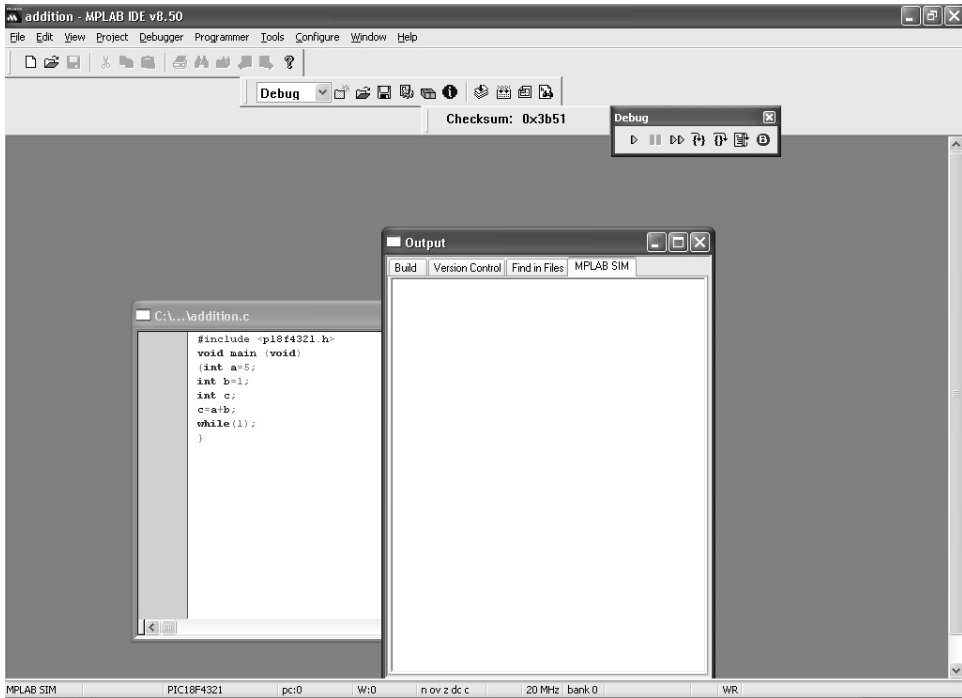 addition - MPLAB IDE v8.50
File Edit View Project Debugger Programmer Tools Configure Window Help
Debug
Checksum: 0x3b51
Debug
Output
Build Version Control Find in Files MPLAB SIM
C:\...\addition.c
#include <p18f4321.h>
void main (void)
{int a=5;
int b=1;
int c;
c=a+b;
while(1);
}
MPLAB SIM PIC18F4321 pc:0 W:0 n ov z dc c 20 MHz bank 0 WR